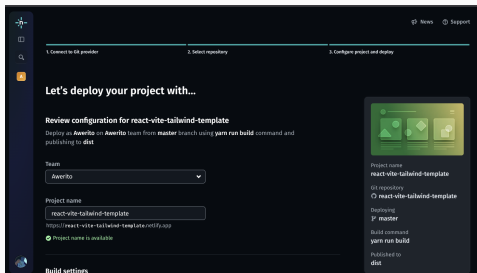 News Support
1. Connect to Git provider 2. Select repository 3. Configure project and deploy
Let's deploy your project with...
Review configuration for react-vite-tailwind-template
Deploy as Awerito on Awerito team from master branch using yarn run build command and
publishing to dist
Team
Awerito
Project name
react-vite-tailwind-template
https://react-vite-tailwind-template.netlify.app
Project name is available
Build settings
A
Project name
react-vite-tailwind-template
Git repository
react-vite-tailwind-template
Deploying
master
Build command
yarn run build
Published to
dist